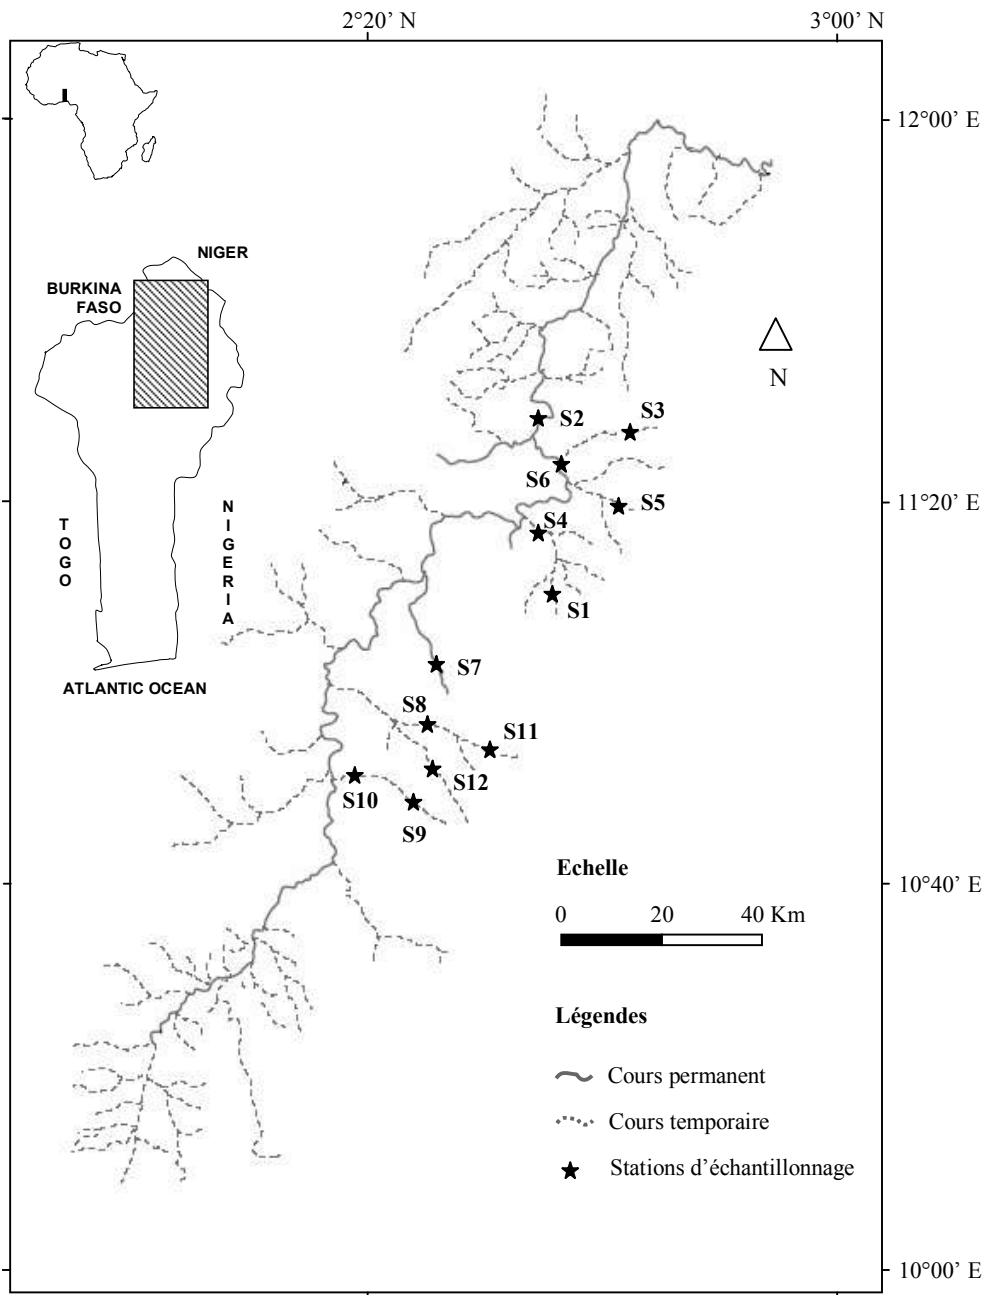 2°20’ N
3°00’ N
12°00’ E
NIGER
BURKINA
FASO
N
S2
S3
S6
S5
11°20’ E
S4
TOGO
NIGERIA
S1
S7
ATLANTIC OCEAN
S8
S11
S12
S10
S9
Echelle
10°40’ E
0 20 40 Km
Légendes
Cours permanent
Cours temporaire
Stations d’échantillonnage
10°00’ E